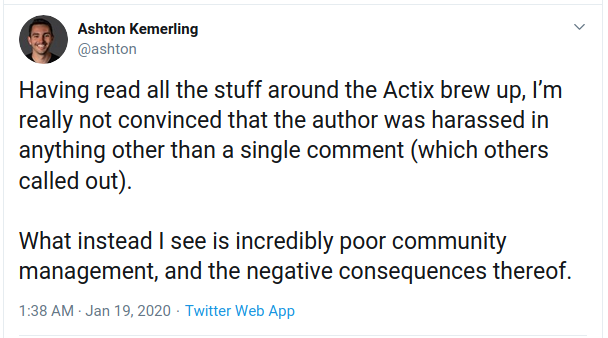 Ashton Kemerling
@ashton
Having read all the stuff around the Actix brew up, I’m
really not convinced that the author was harassed in
anything other than a single comment (which others
called out).
What instead I see is incredibly poor community
management, and the negative consequences thereof.
1:38 AM · Jan 19, 2020 · Twitter Web App